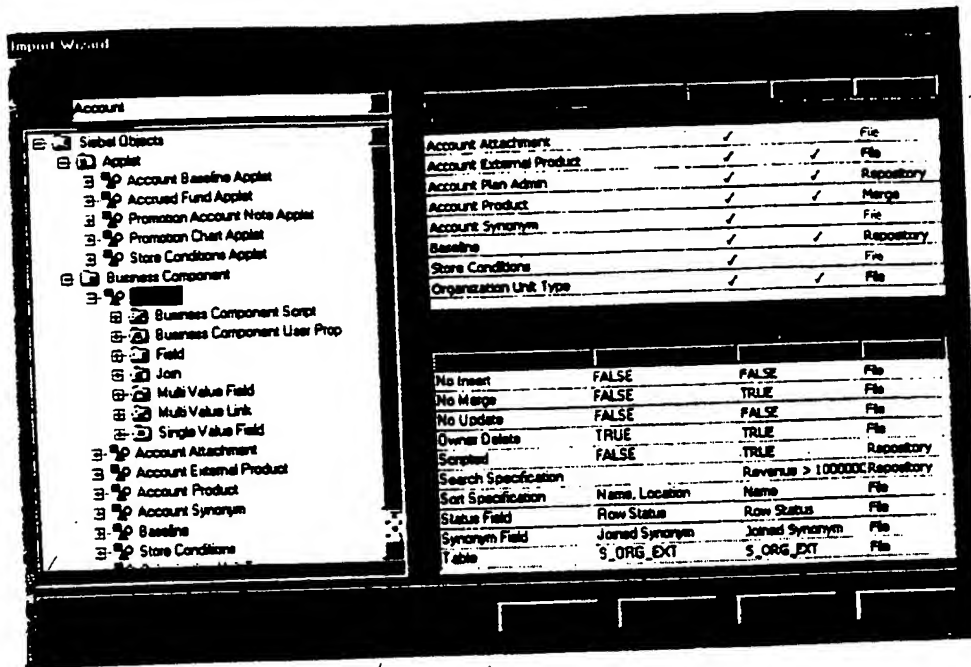 Import Wizard
Account
Siebel Objects
Applet
Account Baseline Applet
Accrued Fund Applet
Promotion Account Note Applet
Promotion Chart Applet
Store Conditions Applet
Business Component
Business Component Script
Business Component User Prop
Field
Join
Multi Value Field
Multi Value Link
Single Value Field
Account Attachment
Account External Product
Account Product
Account Synonym
Baseline
Store Conditions
Account Attachment ✓ File
Account External Product ✓ ✓ File
Account Plan Admin ✓ ✓ Repository
Account Product ✓ ✓ Merge
Account Synonym ✓ File
Baseline ✓ ✓ Repository
Store Conditions ✓ File
Organization Unit Type ✓ ✓ File
No Insert FALSE FALSE File
No Merge FALSE TRUE File
No Update FALSE FALSE File
Owner Delete TRUE TRUE File
Scripted FALSE TRUE Repository
Search Specification Revenue > 100000C Repository
Sort Specification Name, Location Name File
Status Field Row Status Row Status File
Synonym Field Joined Synonym Joined Synonym File
Table S_ORG_EXT S_ORG_EXT File